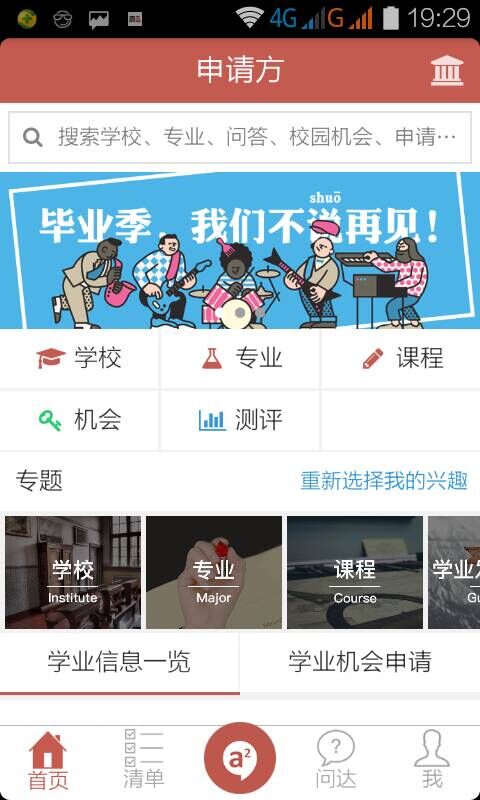 4G G 19:29
申请方
搜索学校、专业、问答、校园机会、申请…
shuō
毕业季，我们不说再见！
学校
专业
课程
机会
测评
专题
重新选择我的兴趣
学校
Institute
专业
Major
课程
Course
学业
Gu
学业信息一览
学业机会申请
a²
首页
清单
问达
我